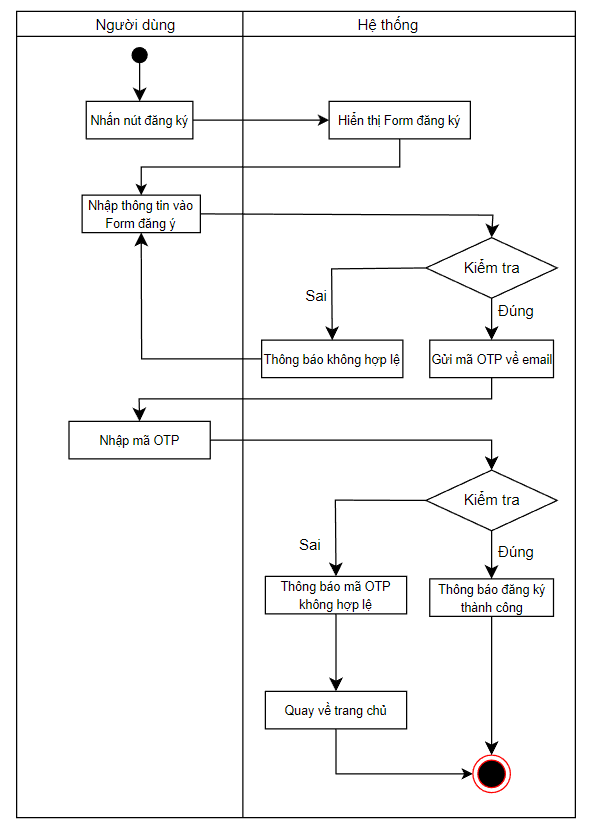 Người dùng
Hệ thống
Nhấn nút đăng ký
Hiển thị Form đăng ký
Nhập thông tin vào
Form đăng ý
Kiểm tra
Sai
Đúng
Thông báo không hợp lệ
Gửi mã OTP về email
Nhập mã OTP
Kiểm tra
Sai
Đúng
Thông báo mã OTP
không hợp lệ
Thông báo đăng ký
thành công
Quay về trang chủ